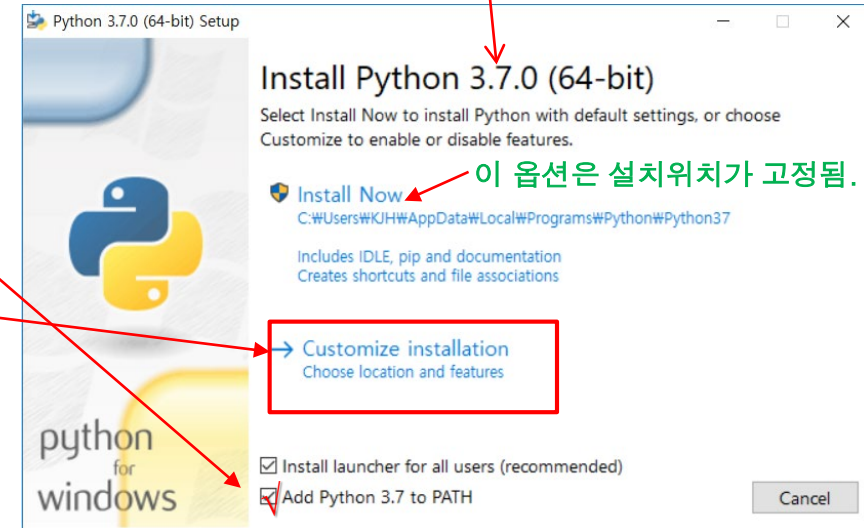 Python 3.7.0 (64-bit) Setup
Install Python 3.7.0 (64-bit)
Select Install Now to install Python with default settings, or choose
Customize to enable or disable features.
이 옵션은 설치위치가 고정됨.
Install Now
C:₩Users₩KJH₩AppData₩Local₩Programs₩Python₩Python37
Includes IDLE, pip and documentation
Creates shortcuts and file associations
→ Customize installation
Choose location and features
python
for
windows
Install launcher for all users (recommended)
Add Python 3.7 to PATH
Cancel